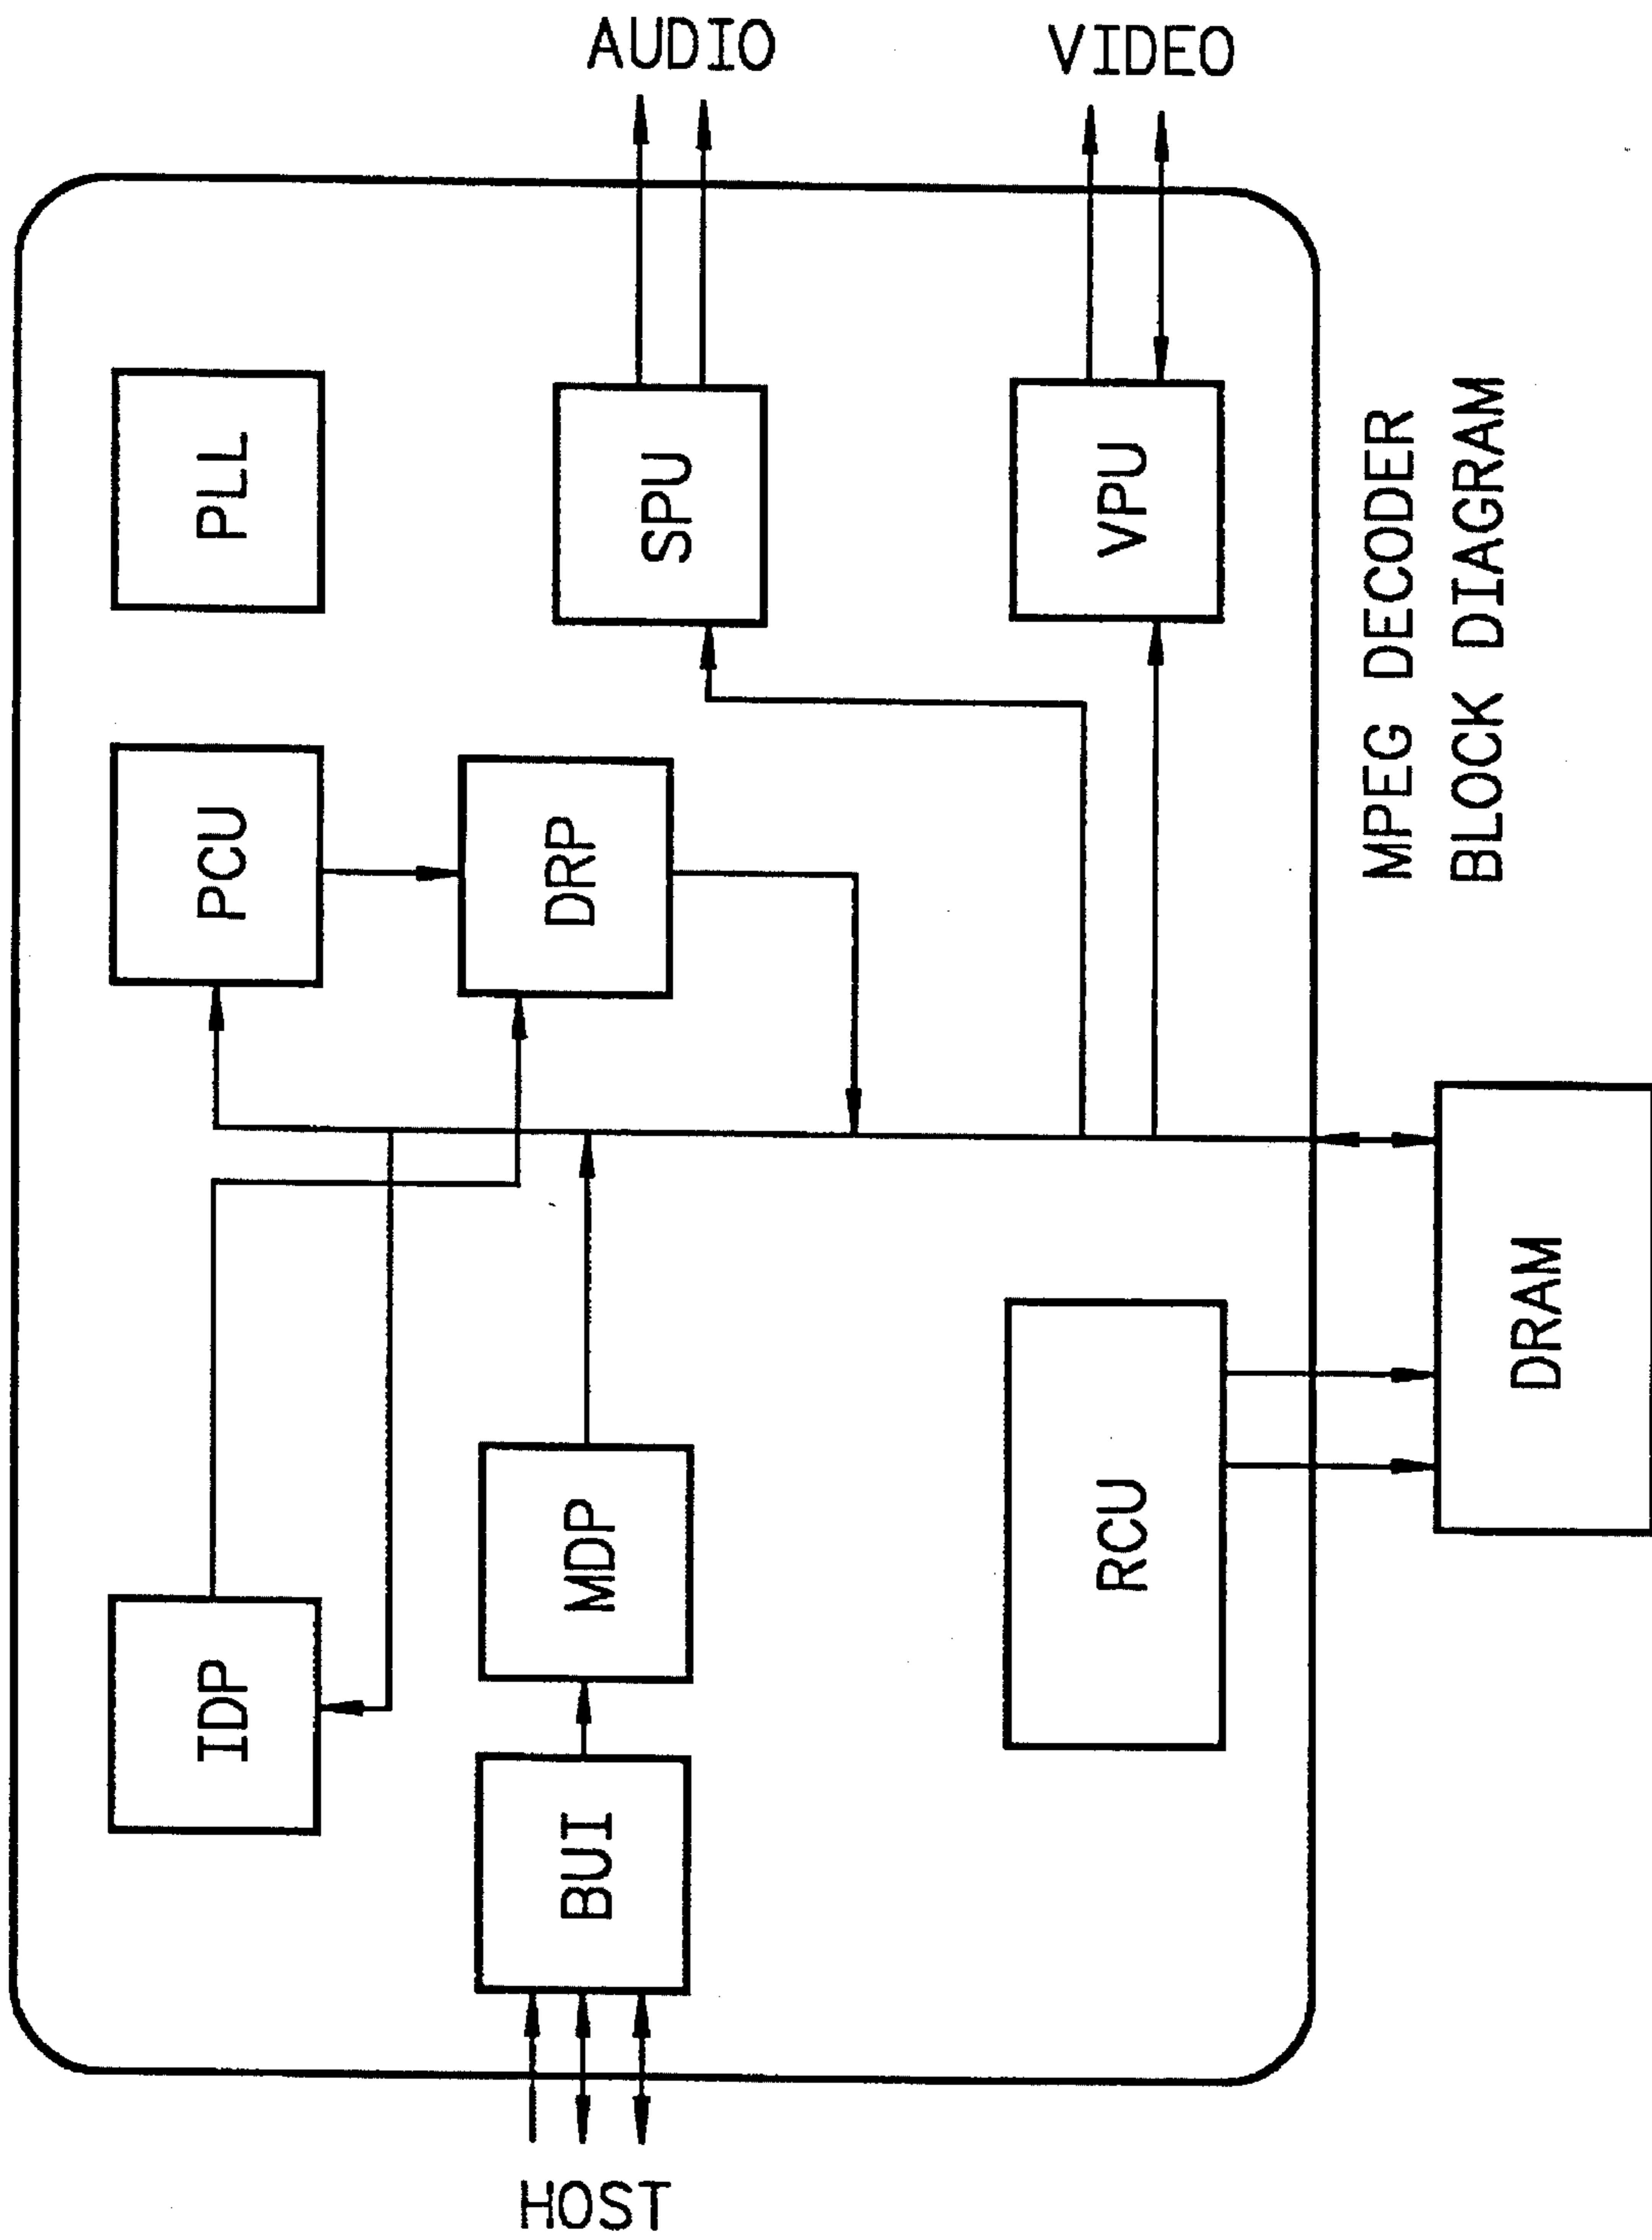 IDP
PCU
PLL
BUI
MDP
DRP
SPU
RCU
VPU
HOST
AUDIO
VIDEO
DRAM
MPEG DECODER
BLOCK DIAGRAM